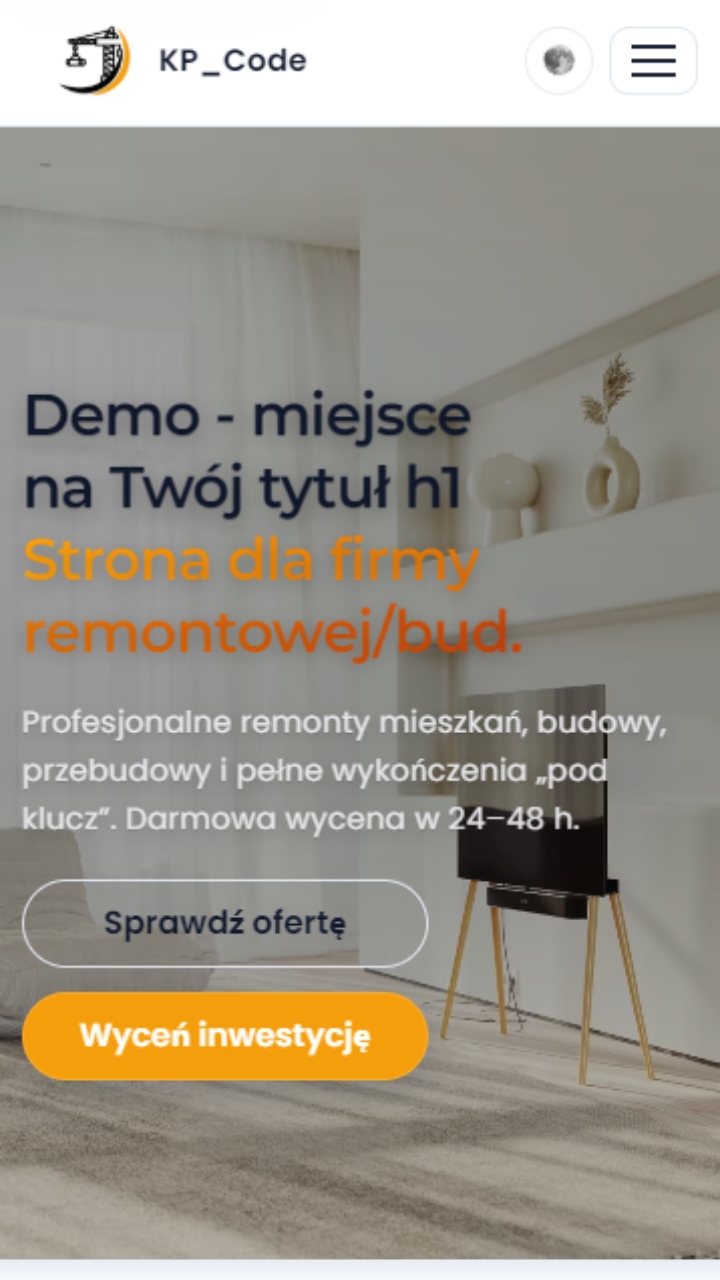 KP_Code
Demo - miejsce
na Twój tytuł h1
Strona dla firmy
remontowej/bud.
Profesjonalne remonty mieszkań, budowy,
przebudowy i pełne wykończenia „pod
klucz”. Darmowa wycena w 24–48 h.
Sprawdź ofertę
Wyceń inwestycję